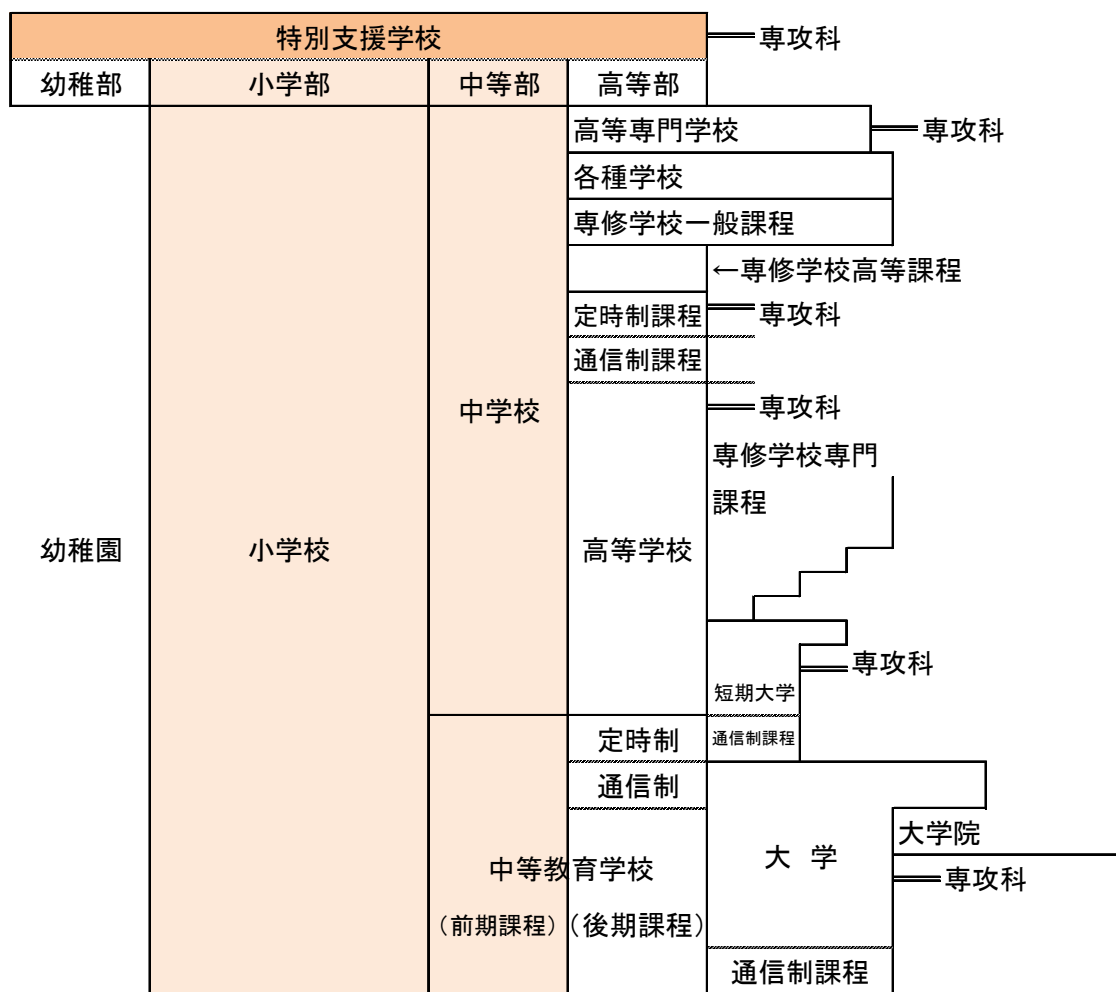 特別支援学校
専攻科
幼稚部
小学部
中等部
高等部
高等専門学校
専攻科
各種学校
専修学校一般課程
←専修学校高等課程
定時制課程
専攻科
通信制課程
中学校
専攻科
専修学校専門
課程
幼稚園
小学校
高等学校
専攻科
短期大学
定時制
通信制課程
通信制
大学院
大 学
中等教育学校
専攻科
（前期課程）
（後期課程）
通信制課程